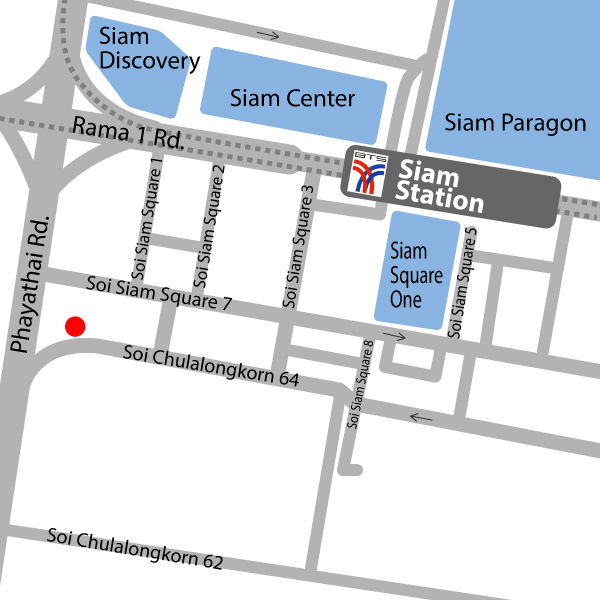 Siam
Discovery
Siam Center
Siam Paragon
Rama 1 Rd.
BTS
Siam
Station
Soi Siam Square 1
Soi Siam Square 2
Soi Siam Square 3
Siam
Square
One
Soi Siam Square 5
Phayathai Rd.
Soi Siam Square 7
Soi Chulalongkorn 64
Soi Siam Square 8
Soi Chulalongkorn 62